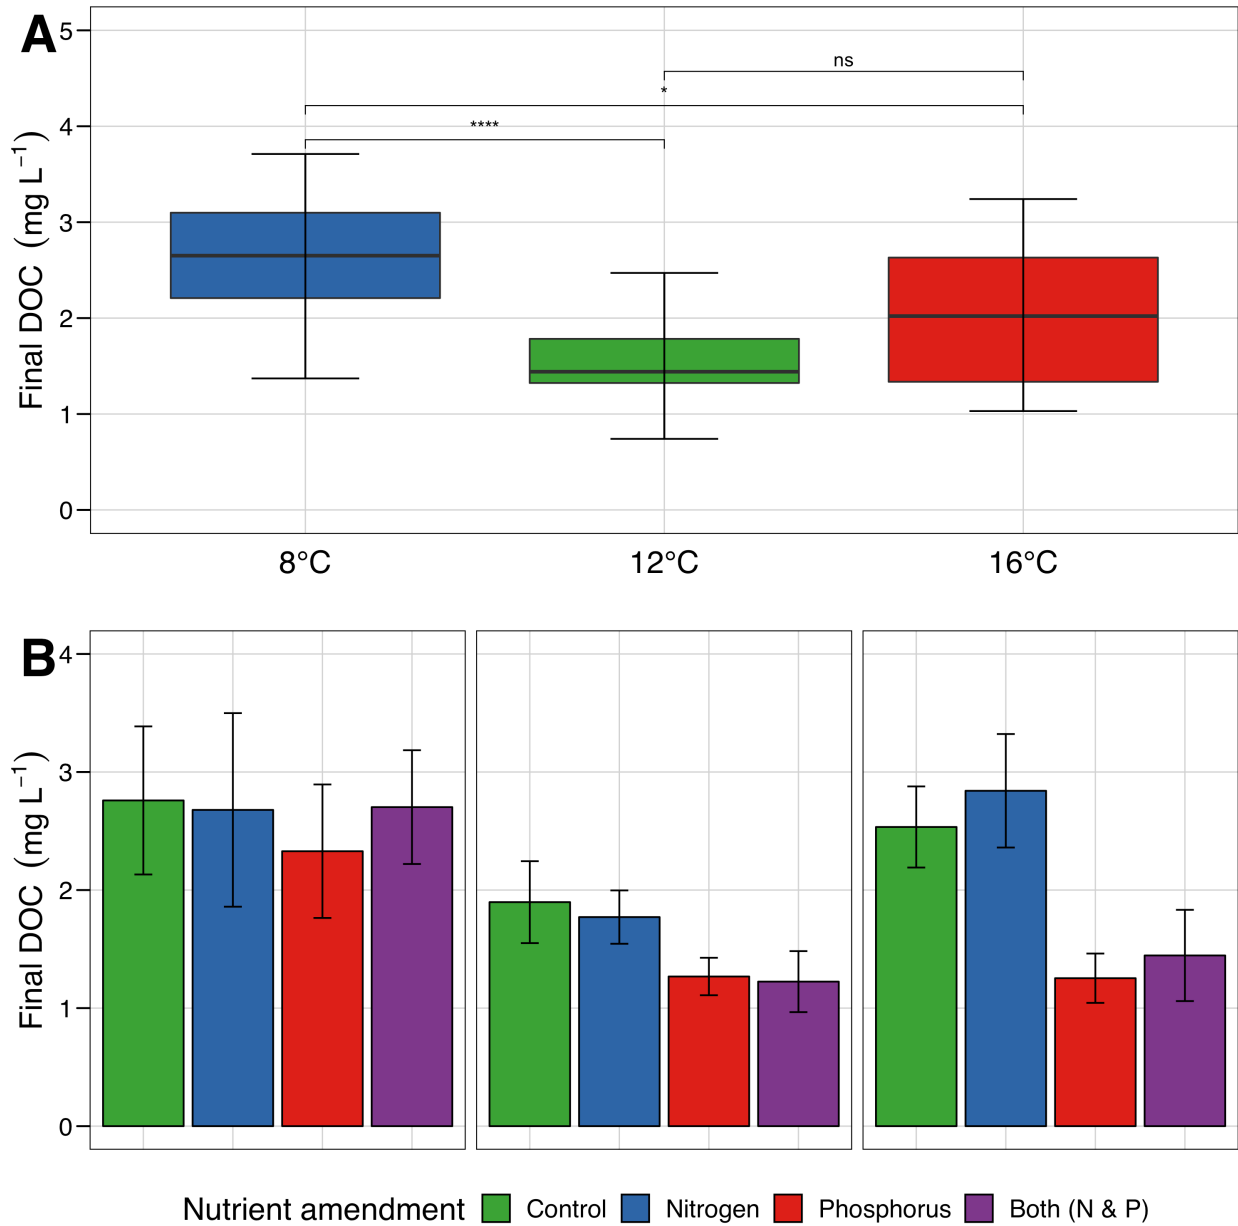 A
5
4
3
2
1
0
Final DOC (mg L⁻¹)
ns
*
****
8°C
12°C
16°C
B
4
3
2
1
0
Final DOC (mg L⁻¹)
Nutrient amendment Control Nitrogen Phosphorus Both (N & P)